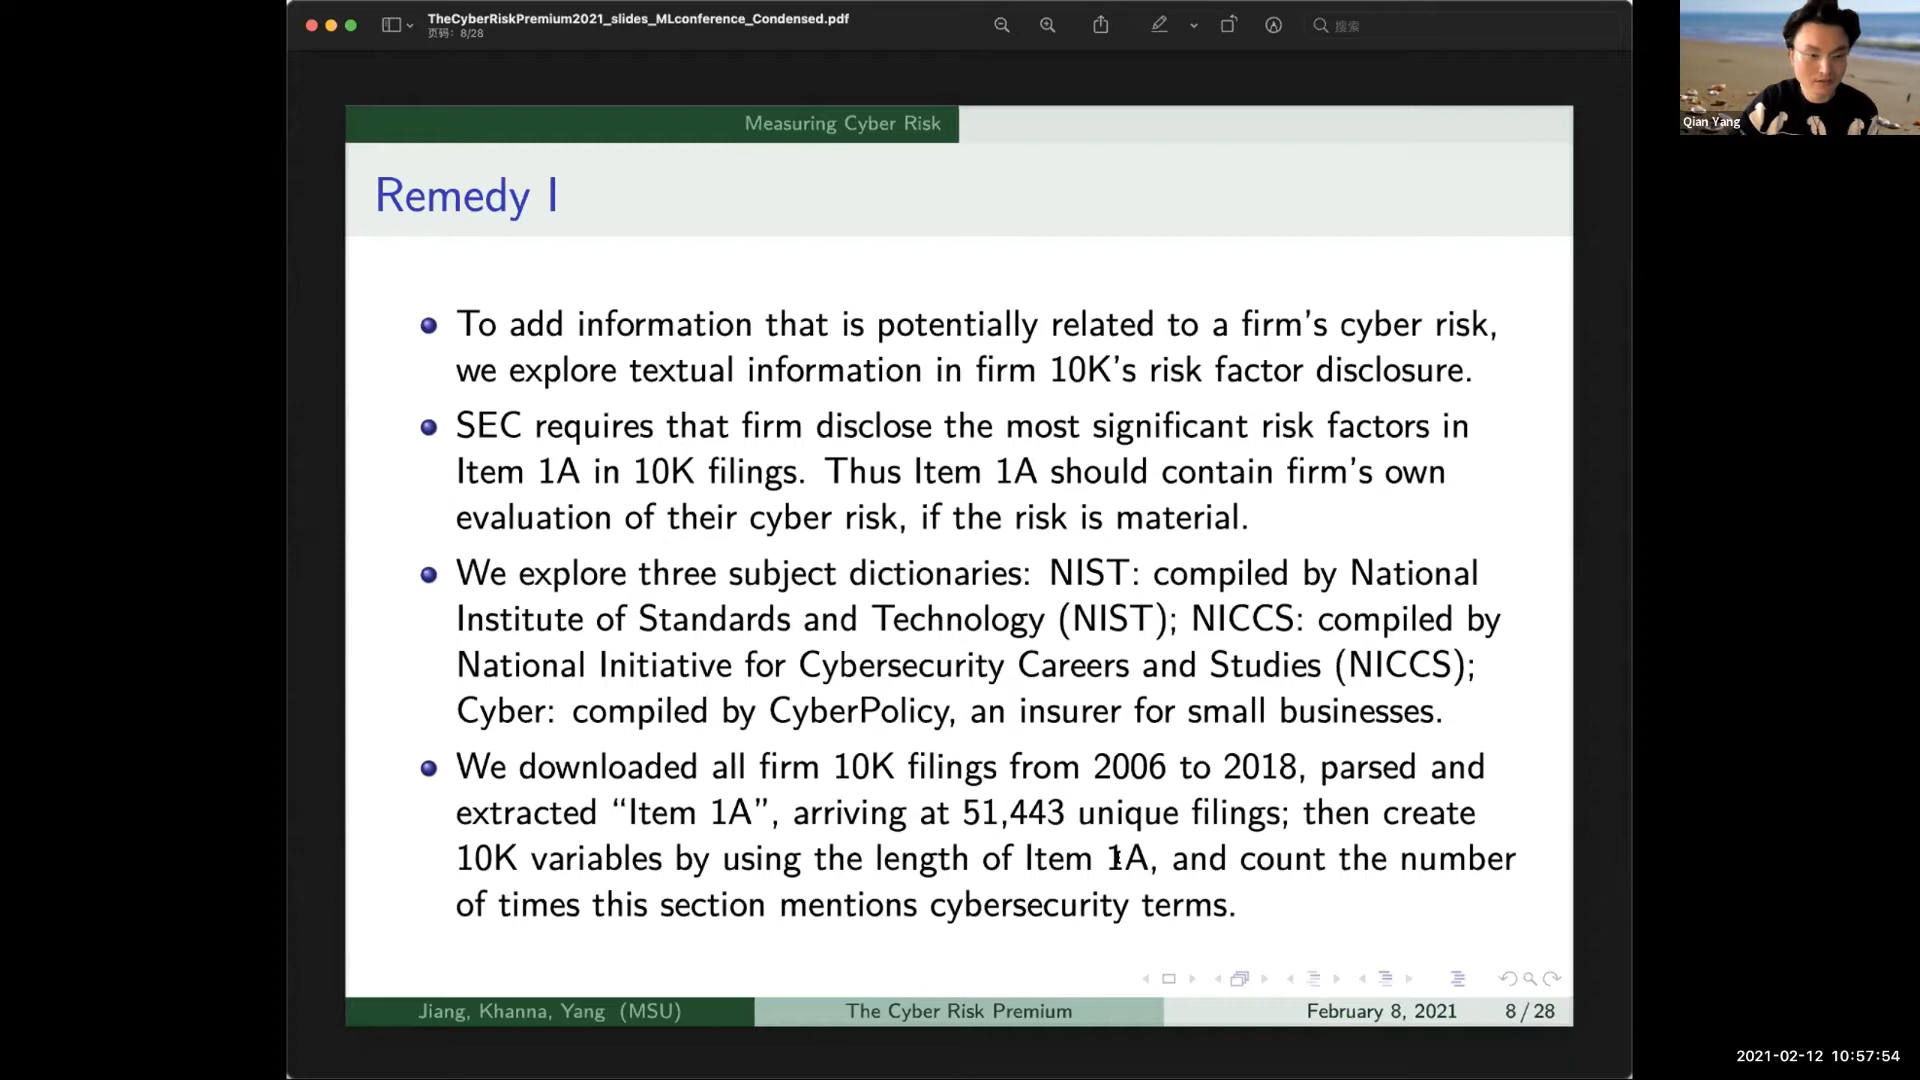 TheCyberRiskPremium2021_slides_MLconference_Condensed.pdf
页码: 8/28
搜索
Qian Yang
Measuring Cyber Risk
Remedy I
To add information that is potentially related to a firm's cyber risk,
we explore textual information in firm 10K's risk factor disclosure.
SEC requires that firm disclose the most significant risk factors in
Item 1A in 10K filings. Thus Item 1A should contain firm's own
evaluation of their cyber risk, if the risk is material.
We explore three subject dictionaries: NIST: compiled by National
Institute of Standards and Technology (NIST); NICCS: compiled by
National Initiative for Cybersecurity Careers and Studies (NICCS);
Cyber: compiled by CyberPolicy, an insurer for small businesses.
We downloaded all firm 10K filings from 2006 to 2018, parsed and
extracted “Item 1A”, arriving at 51,443 unique filings; then create
10K variables by using the length of Item 1A, and count the number
of times this section mentions cybersecurity terms.
Jiang, Khanna, Yang (MSU)
The Cyber Risk Premium
February 8, 2021
8 / 28
2021-02-12 10:57:54